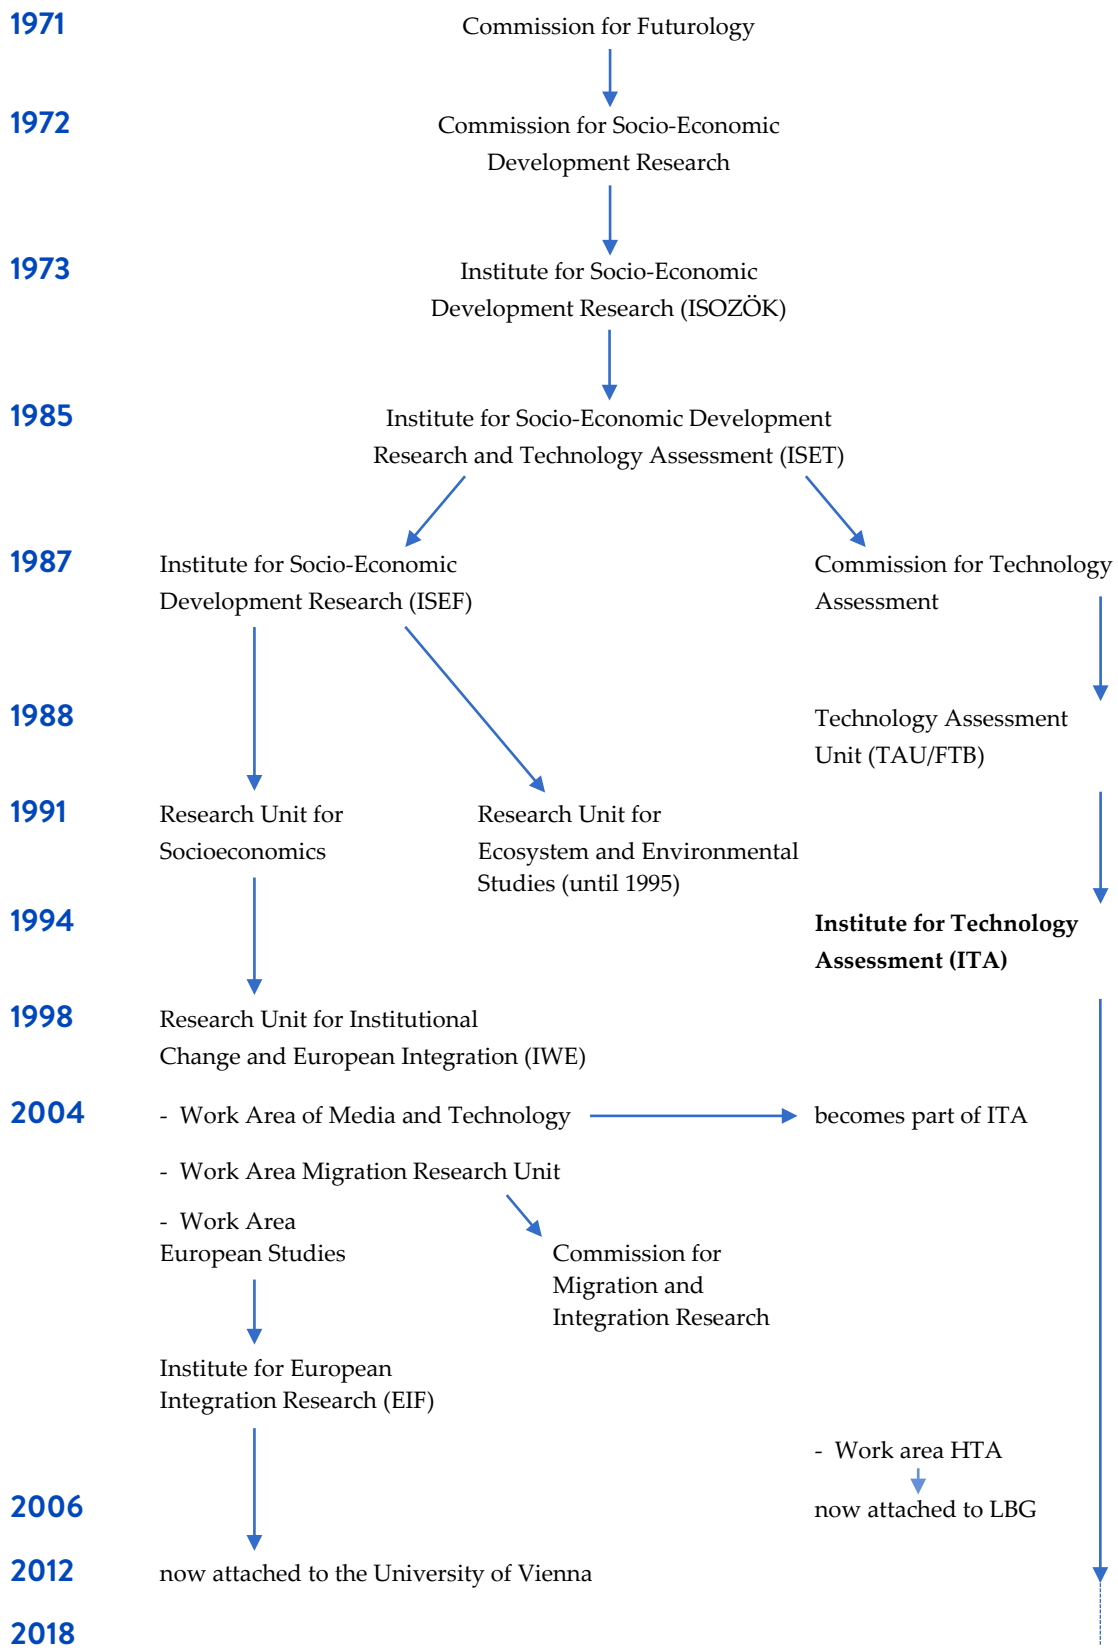 1971
Commission for Futurology
1972
Commission for Socio-Economic
Development Research
1973
Institute for Socio-Economic
Development Research (ISOZÖK)
1985
Institute for Socio-Economic Development
Research and Technology Assessment (ISET)
1987
Institute for Socio-Economic
Development Research (ISEF)
Commission for Technology
Assessment
1988
Technology Assessment
Unit (TAU/FTB)
1991
Research Unit for
Socioeconomics
Research Unit for
Ecosystem and Environmental
Studies (until 1995)
1994
Institute for Technology
Assessment (ITA)
1998
Research Unit for Institutional
Change and European Integration (IWE)
2004
- Work Area of Media and Technology
becomes part of ITA
- Work Area Migration Research Unit
- Work Area
European Studies
Commission for
Migration and
Integration Research
Institute for European
Integration Research (EIF)
- Work area HTA
2006
now attached to LBG
2012
now attached to the University of Vienna
2018